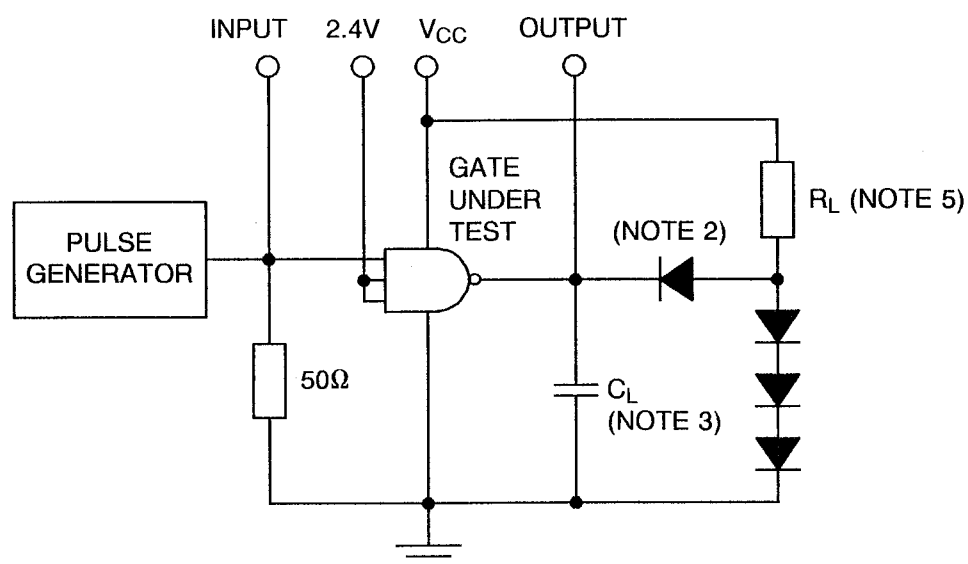 INPUT 2.4V VCC OUTPUT
GATE
UNDER
TEST
RL (NOTE 5)
(NOTE 2)
PULSE
GENERATOR
50Ω
CL
(NOTE 3)